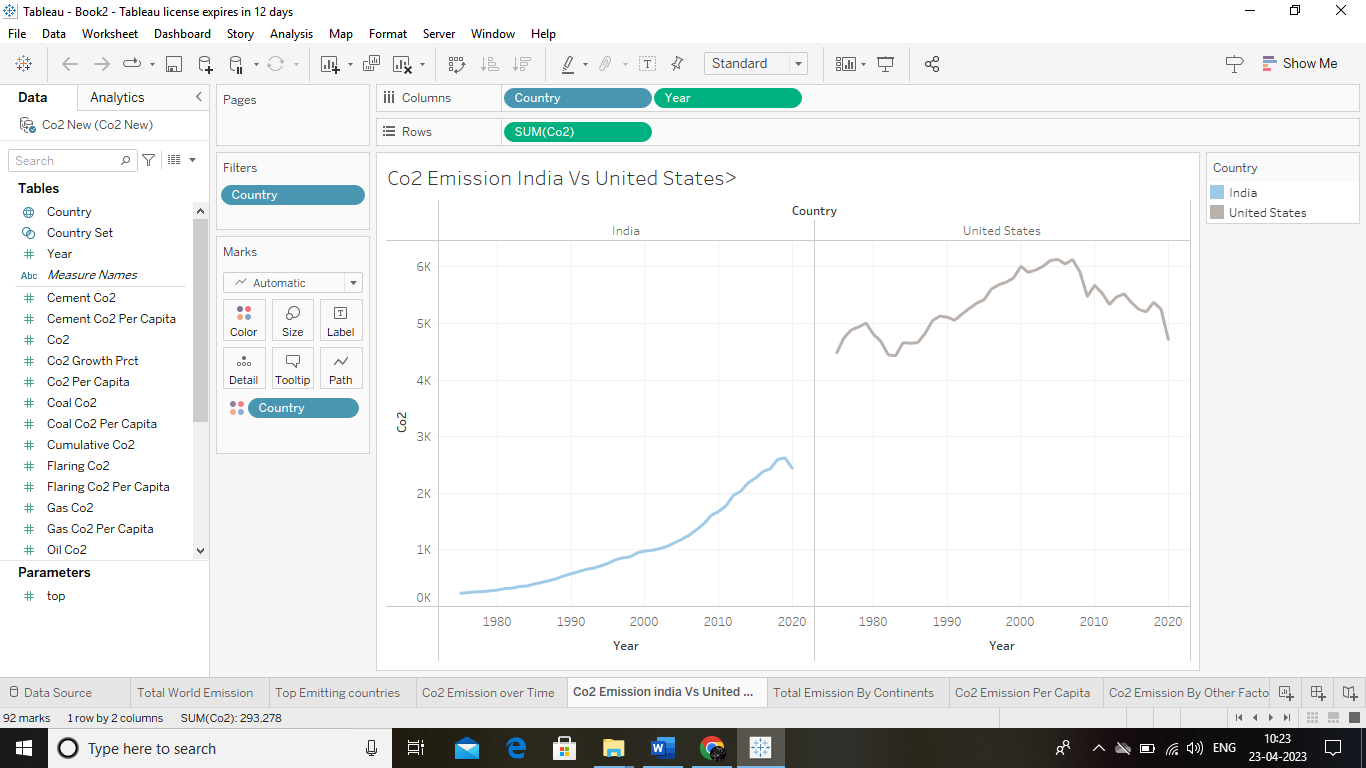 Tableau - Book2 - Tableau license expires in 12 days
File Data Worksheet Dashboard Story Analysis Map Format Server Window Help
Standard
Show Me
Data Analytics
Co2 New (Co2 New)
Search
Tables
Country
Country Set
Year
Abc Measure Names
Cement Co2
Cement Co2 Per Capita
Co2
Co2 Growth Prct
Co2 Per Capita
Coal Co2
Coal Co2 Per Capita
Cumulative Co2
Flaring Co2
Flaring Co2 Per Capita
Gas Co2
Gas Co2 Per Capita
Oil Co2
Parameters
top
Pages
Filters
Country
Marks
Automatic
Color Size Label
Detail Tooltip Path
Country
Columns Country Year
Rows SUM(Co2)
Co2 Emission India Vs United States>
Country
India United States
6K
5K
4K
3K
2K
1K
0K
Co2
1980 1990 2000 2010 2020 1980 1990 2000 2010 2020
Year Year
Country
India
United States
Data Source Total World Emission Top Emitting countries Co2 Emission over Time Co2 Emission india Vs United ... Total Emission By Continents Co2 Emission Per Capita Co2 Emission By Other Facto
92 marks 1 row by 2 columns SUM(Co2): 293,278
Type here to search
ENG
10:23
23-04-2023